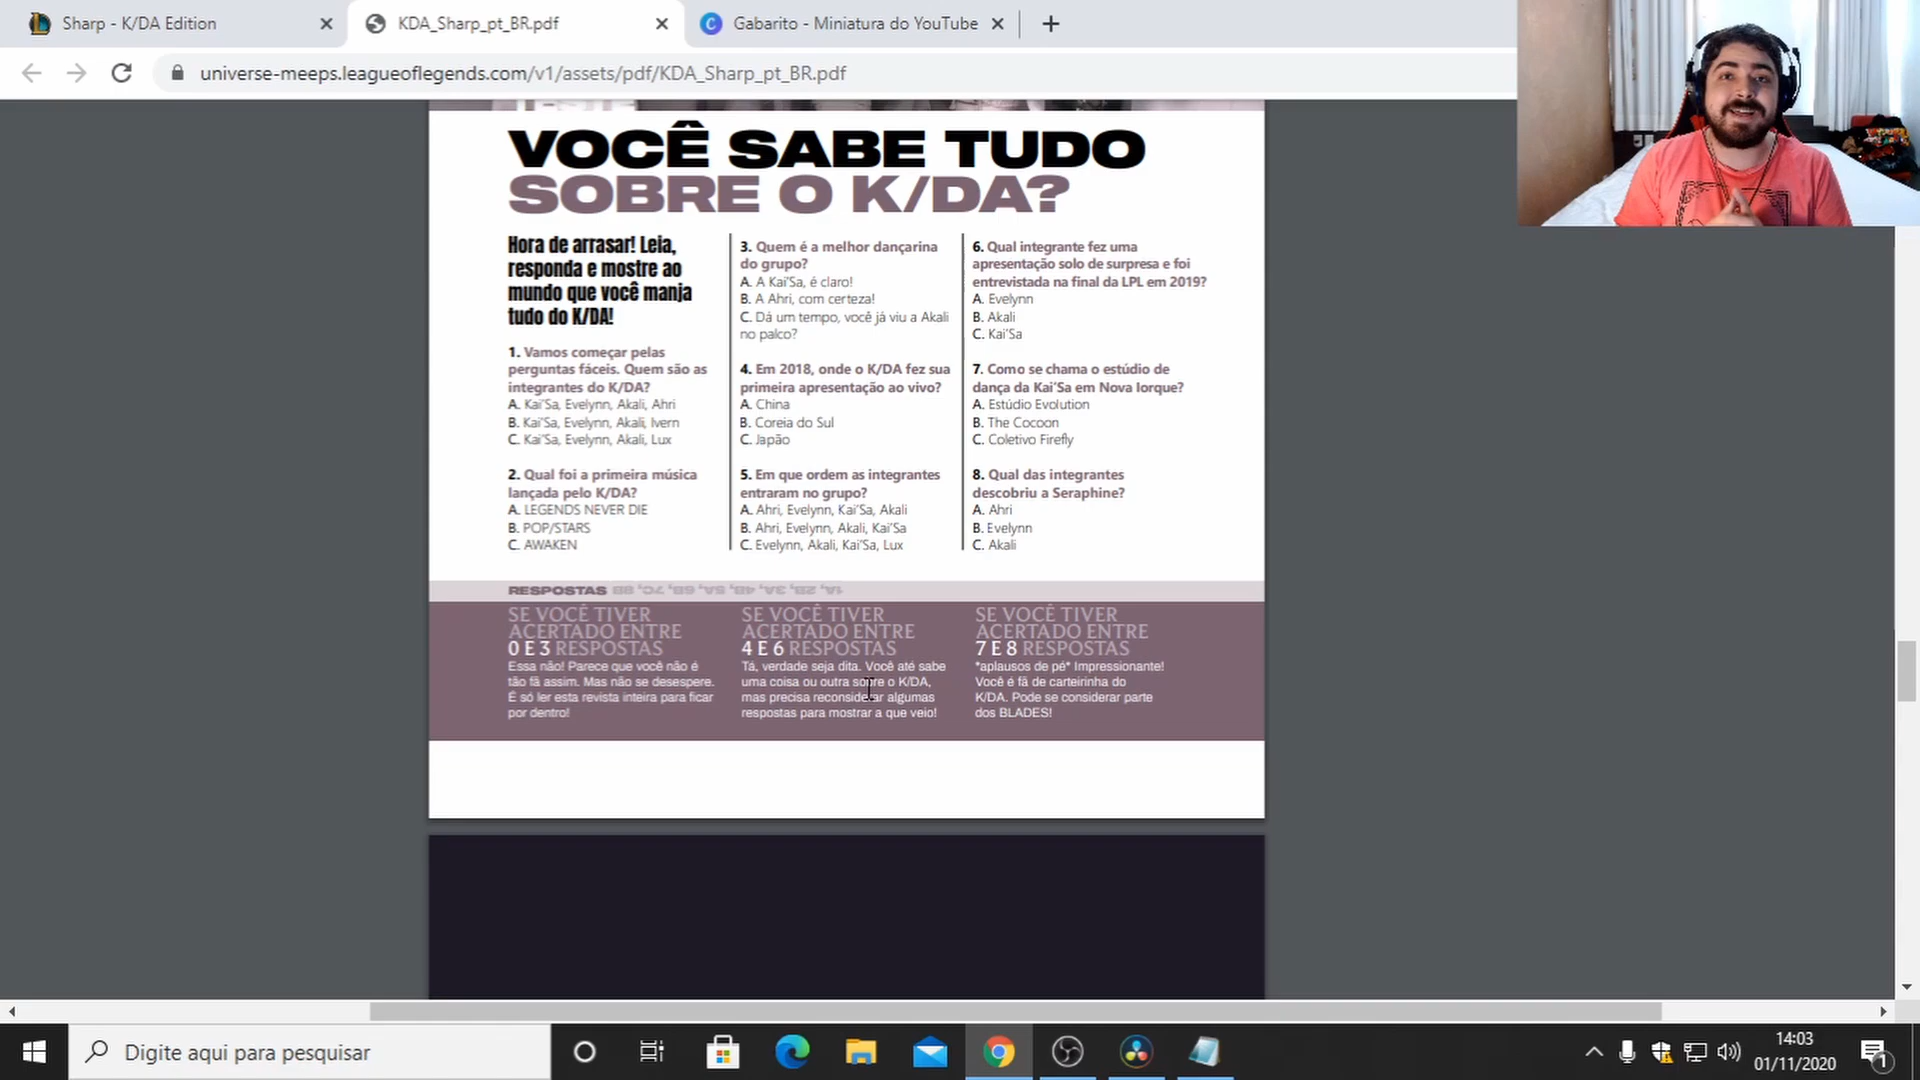 Sharp - K/DA Edition
KDA_Sharp_pt_BR.pdf
Gabarito - Miniatura do YouTube
universe-meeps.leagueoflegends.com/v1/assets/pdf/KDA_Sharp_pt_BR.pdf
VOCÊ SABE TUDO
SOBRE O K/DA?
Hora de arrasar! Leia,
responda e mostre ao
mundo que você manja
tudo do K/DA!
1. Vamos começar pelas
perguntas fáceis. Quem são as
integrantes do K/DA?
A. Kai'Sa, Evelynn, Akali, Ahri
B. Kai'Sa, Evelynn, Akali, Ivern
C. Kai'Sa, Evelynn, Akali, Lux
2. Qual foi a primeira música
lançada pelo K/DA?
A. LEGENDS NEVER DIE
B. POP/STARS
C. AWAKEN
3. Quem é a melhor dançarina
do grupo?
A. A Kai'Sa, é claro!
B. A Ahri, com certeza!
C. Dá um tempo, você já viu a Akali
no palco?
4. Em 2018, onde o K/DA fez sua
primeira apresentação ao vivo?
A. China
B. Coreia do Sul
C. Japão
5. Em que ordem as integrantes
entraram no grupo?
A. Ahri, Evelynn, Kai'Sa, Akali
B. Ahri, Evelynn, Akali, Kai'Sa
C. Evelynn, Akali, Kai'Sa, Lux
6. Qual integrante fez uma
apresentação solo de surpresa e foi
entrevistada na final da LPL em 2019?
A. Evelynn
B. Akali
C. Kai'Sa
7. Como se chama o estúdio de
dança da Kai'Sa em Nova Iorque?
A. Estúdio Evolution
B. The Cocoon
C. Coletivo Firefly
8. Qual das integrantes
descobriu a Seraphine?
A. Ahri
B. Evelynn
C. Akali
RESPOSTAS 1A, 2B, 3A, 4B, 5A, 6B, 7C, 8B
SE VOCÊ TIVER
ACERTADO ENTRE
0 E 3 RESPOSTAS
Essa não! Parece que você não é
tão fã assim. Mas não se desespere.
É só ler esta revista inteira para ficar
por dentro!
SE VOCÊ TIVER
ACERTADO ENTRE
4 E 6 RESPOSTAS
Tá, verdade seja dita. Você até sabe
uma coisa ou outra sobre o K/DA,
mas precisa reconsiderar algumas
respostas para mostrar a que veio!
SE VOCÊ TIVER
ACERTADO ENTRE
7 E 8 RESPOSTAS
*aplausos de pé* Impressionante!
Você é fã de carteirinha do
K/DA. Pode se considerar parte
dos BLADES!
Digite aqui para pesquisar
14:03
01/11/2020
1